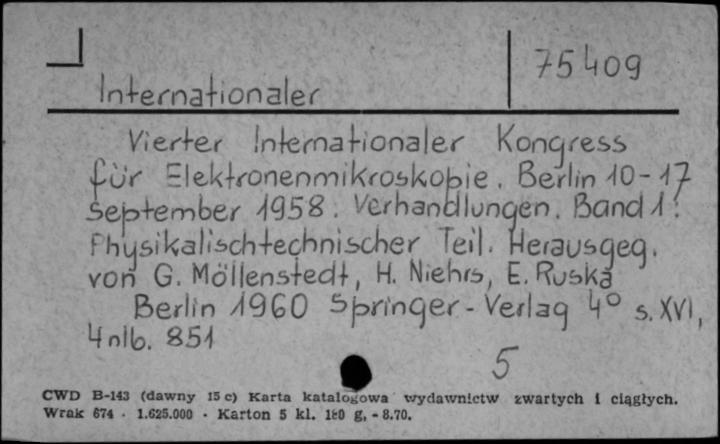 75409
Internationaler
Vierter Internationaler Kongress
für Elektronenmikroskopie. Berlin 10-17
September 1958. Verhandlungen. Band 1:
Physikalischtechnischer Teil. Herausgeg.
von G. Möllenstedt, H. Niehrs, E. Ruska
Berlin 1960 Springer-Verlag 4° s. XVI,
4nlb. 851
5
CWD B-143 (dawny 15 c) Karta katalogowa wydawnictw zwartych i ciągłych.
Wrak 674 · 1.625.000 · Karton 5 kl. 180 g. - 8.70.